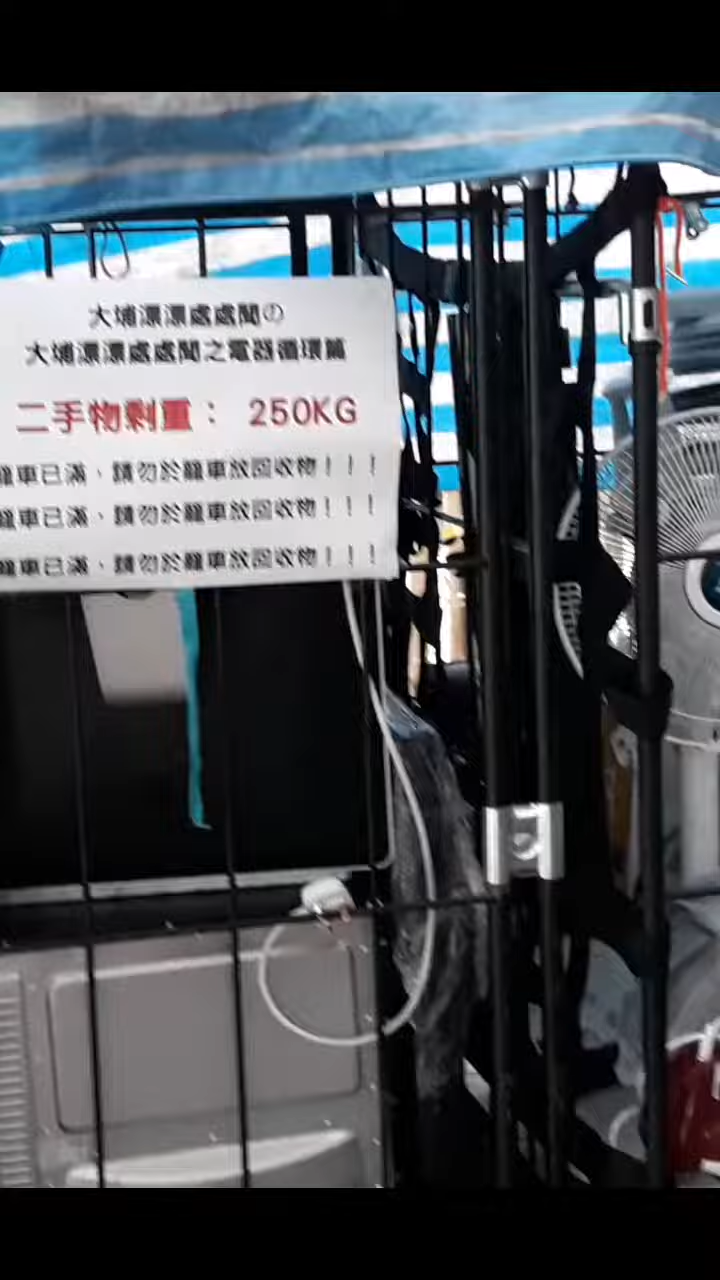 大埔漂漂處處聞の
大埔漂漂處處聞之電器循環篇
二手物剩重： 250KG
籠車已滿、請勿於籠車放回收物！！！
籠車已滿、請勿於籠車放回收物！！！
籠車已滿、請勿於籠車放回收物！！！